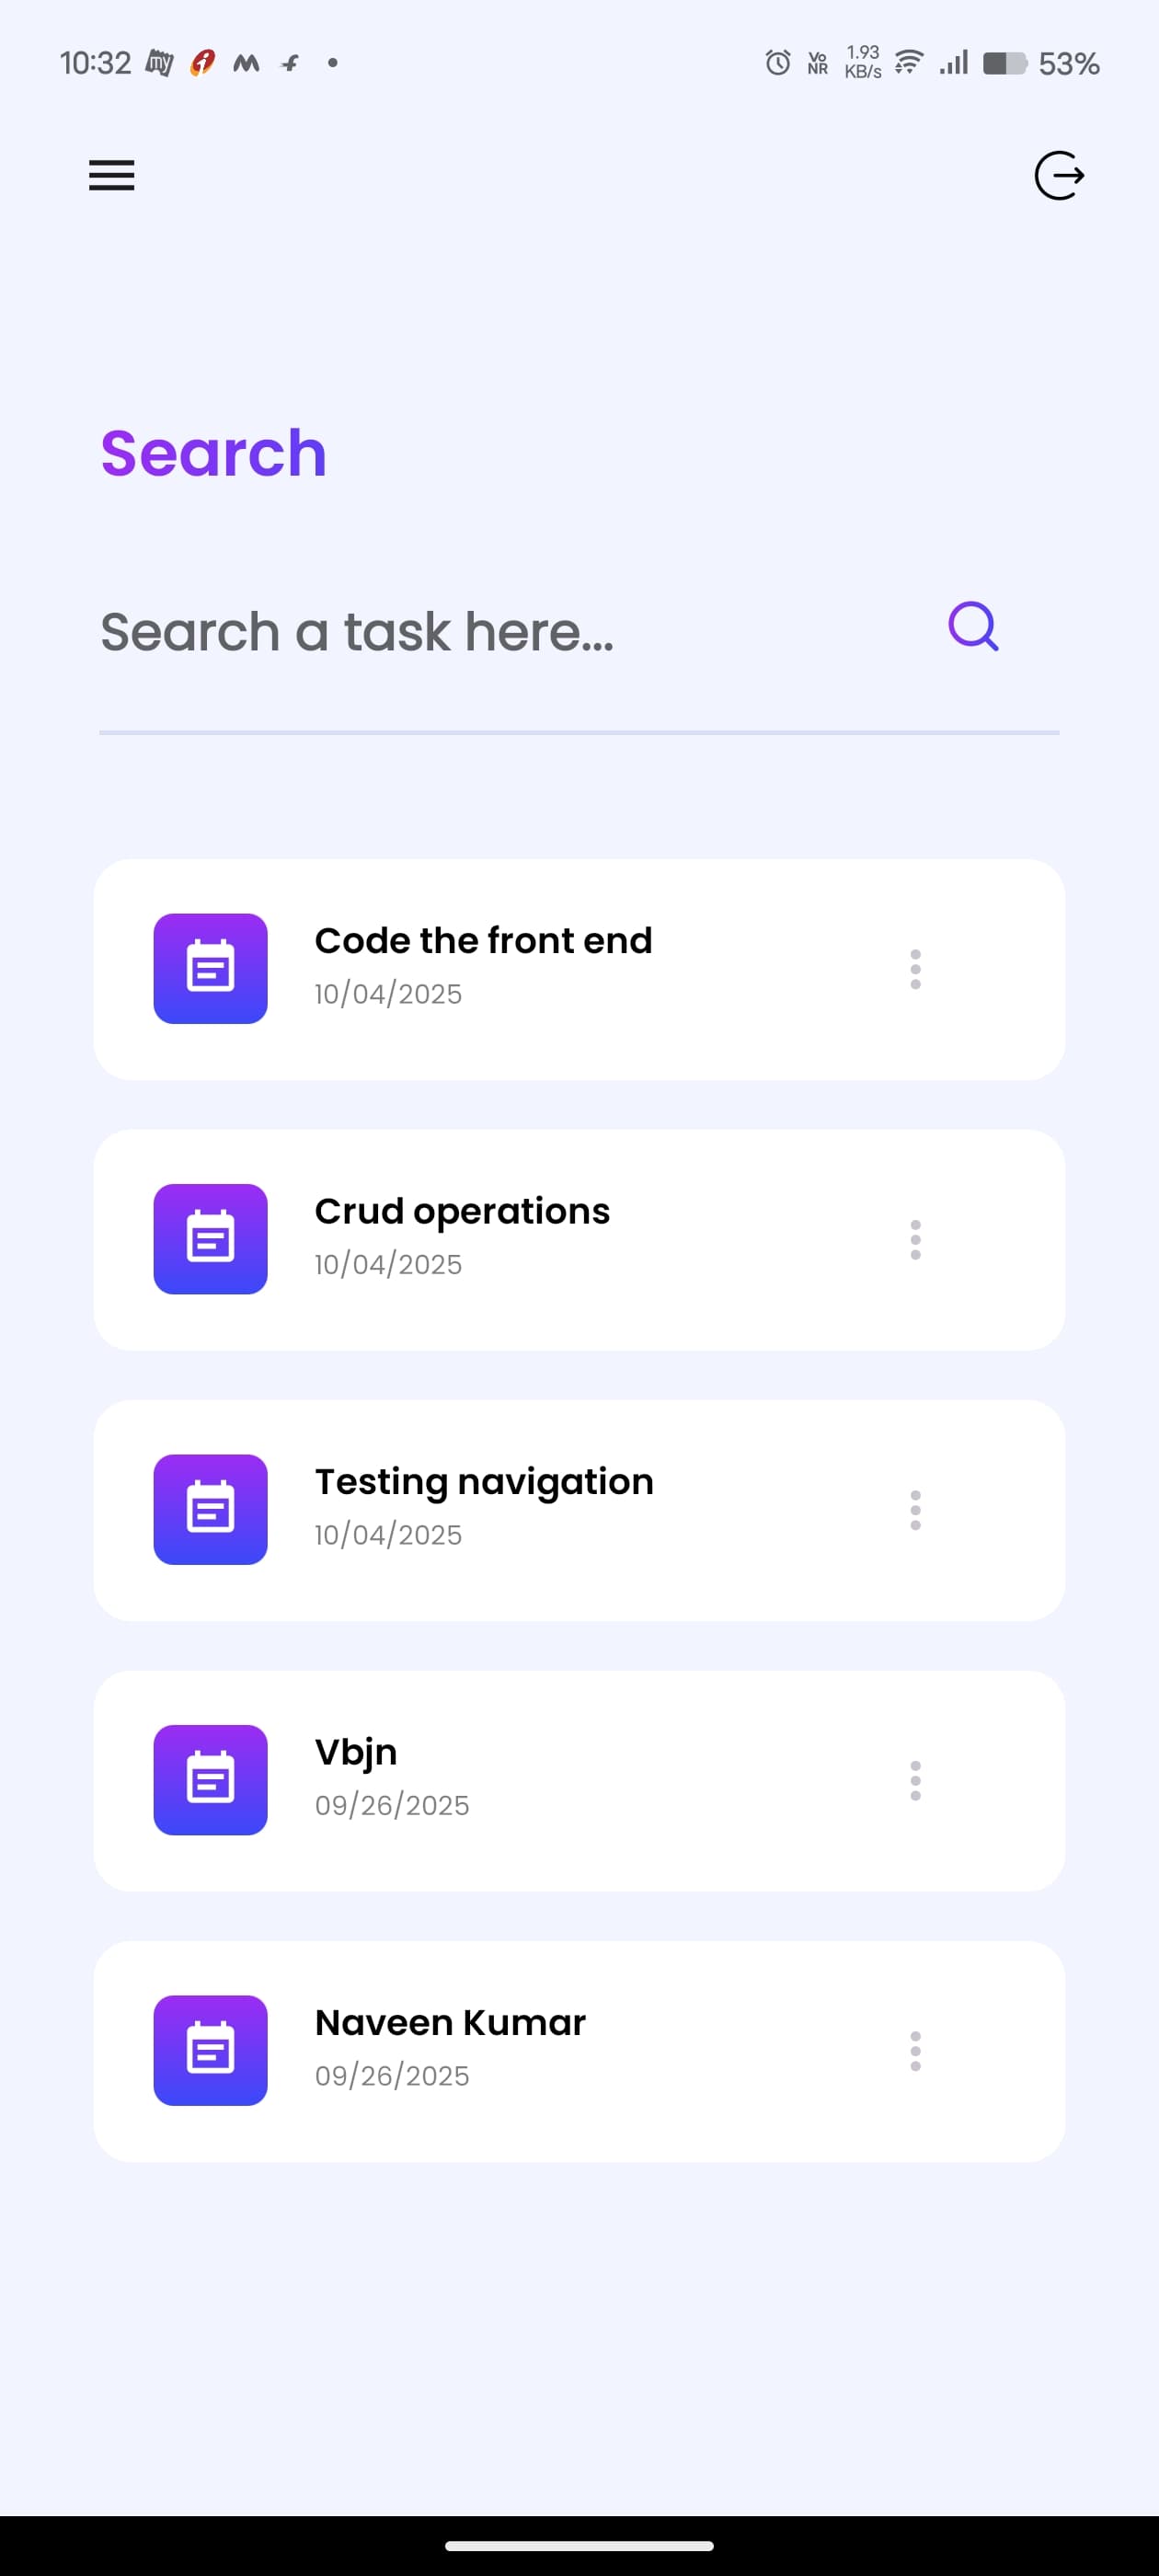 10:32 my
Vo NR 1.93 KB/s 53%
Search
Search a task here...
Code the front end
10/04/2025
Crud operations
10/04/2025
Testing navigation
10/04/2025
Vbjn
09/26/2025
Naveen Kumar
09/26/2025